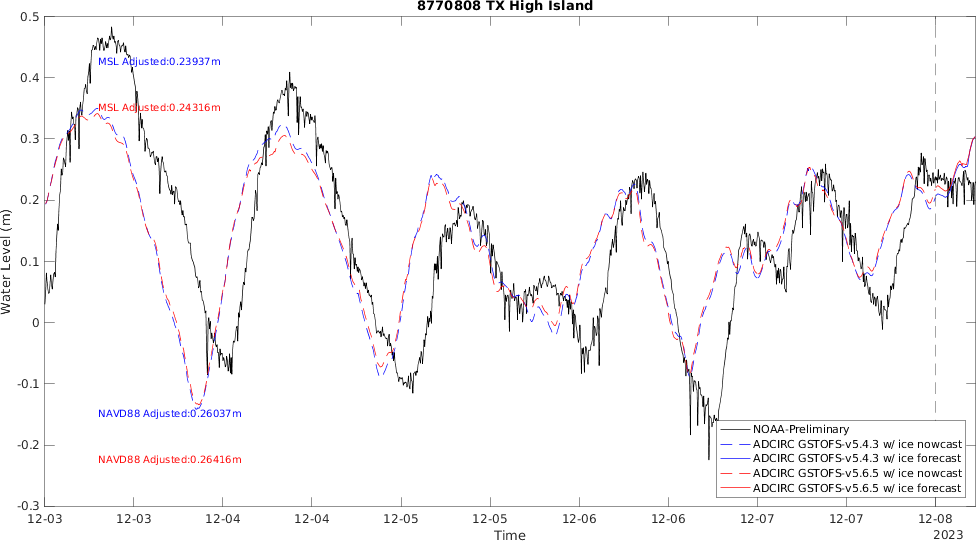 8770808 TX High Island
0.5
0.4
0.3
0.2
0.1
0
-0.1
-0.2
-0.3
Water Level (m)
MSL Adjusted:0.23937m
MSL Adjusted:0.24316m
NAVD88 Adjusted:0.26037m
NAVD88 Adjusted:0.26416m
NOAA-Preliminary
ADCIRC GSTOFS-v5.4.3 w/ ice nowcast
ADCIRC GSTOFS-v5.4.3 w/ ice forecast
ADCIRC GSTOFS-v5.6.5 w/ ice nowcast
ADCIRC GSTOFS-v5.6.5 w/ ice forecast
12-03 12-03 12-04 12-04 12-05 12-05 12-06 12-06 12-07 12-07 12-08
2023
Time